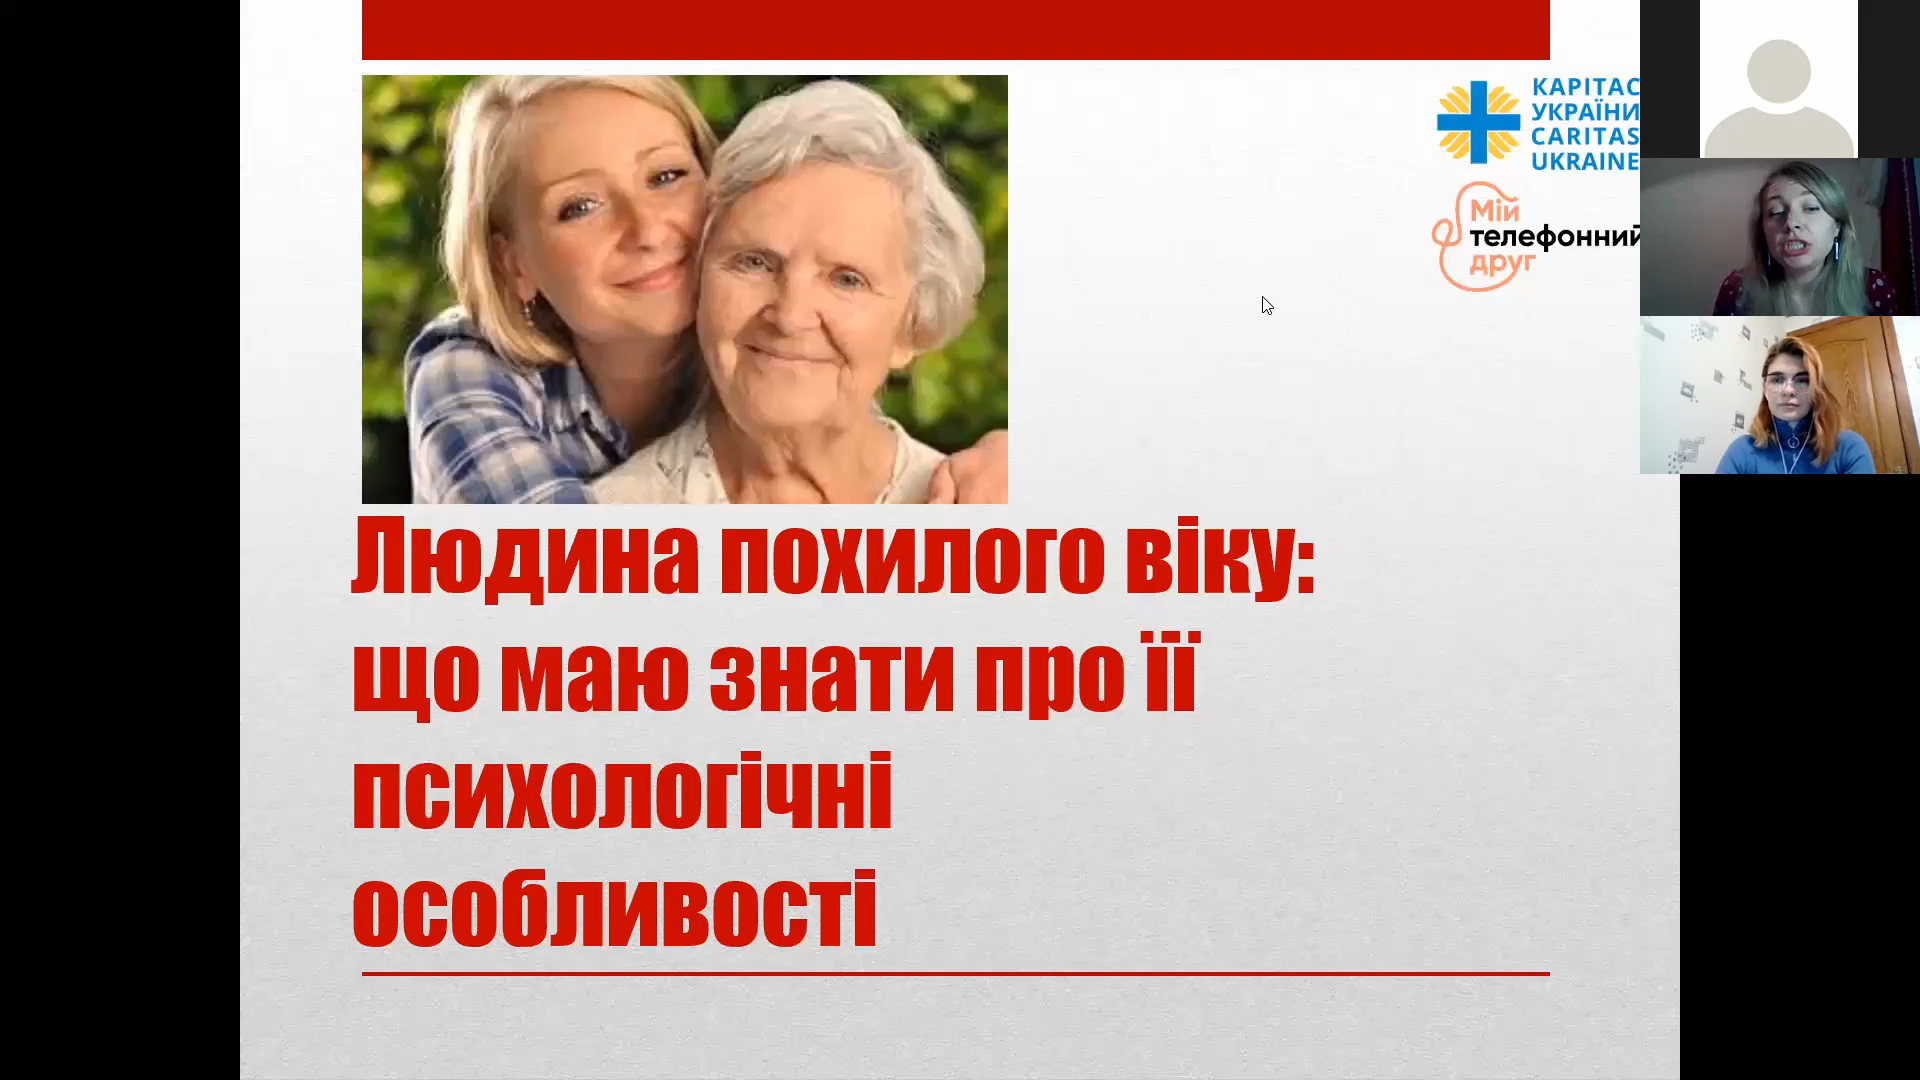 КАРІТАС
УКРАЇНИ
CARITAS
UKRAINE
Мій
телефонний
друг
Людина похилого віку:
що маю знати про її
психологічні
особливості